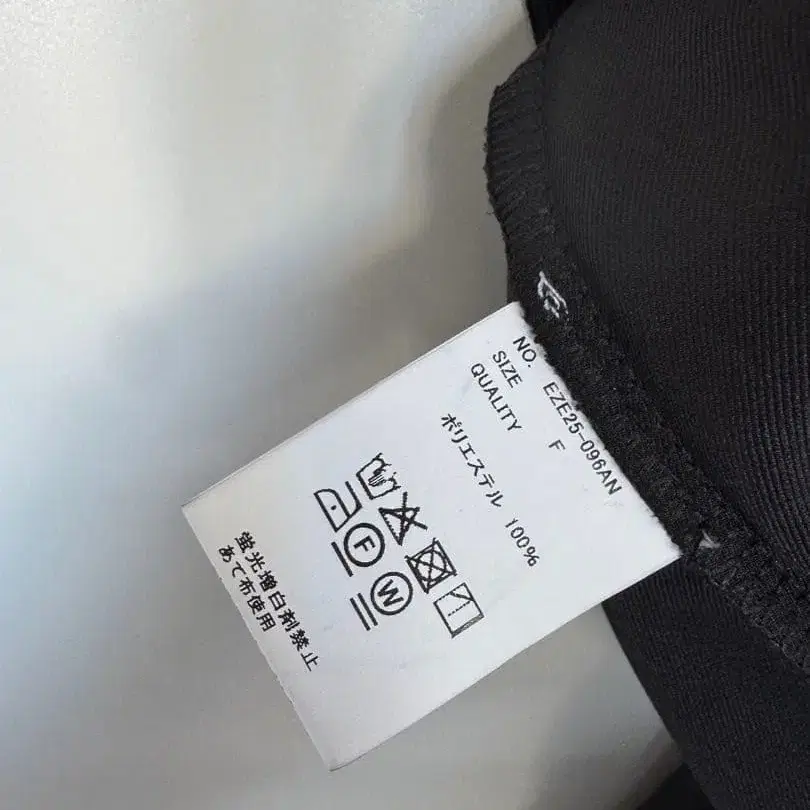 NO. EZE25-096AN
SIZE F
QUALITY
ポリエステル 100%
F
W
蛍光増白剤禁止
あて布使用